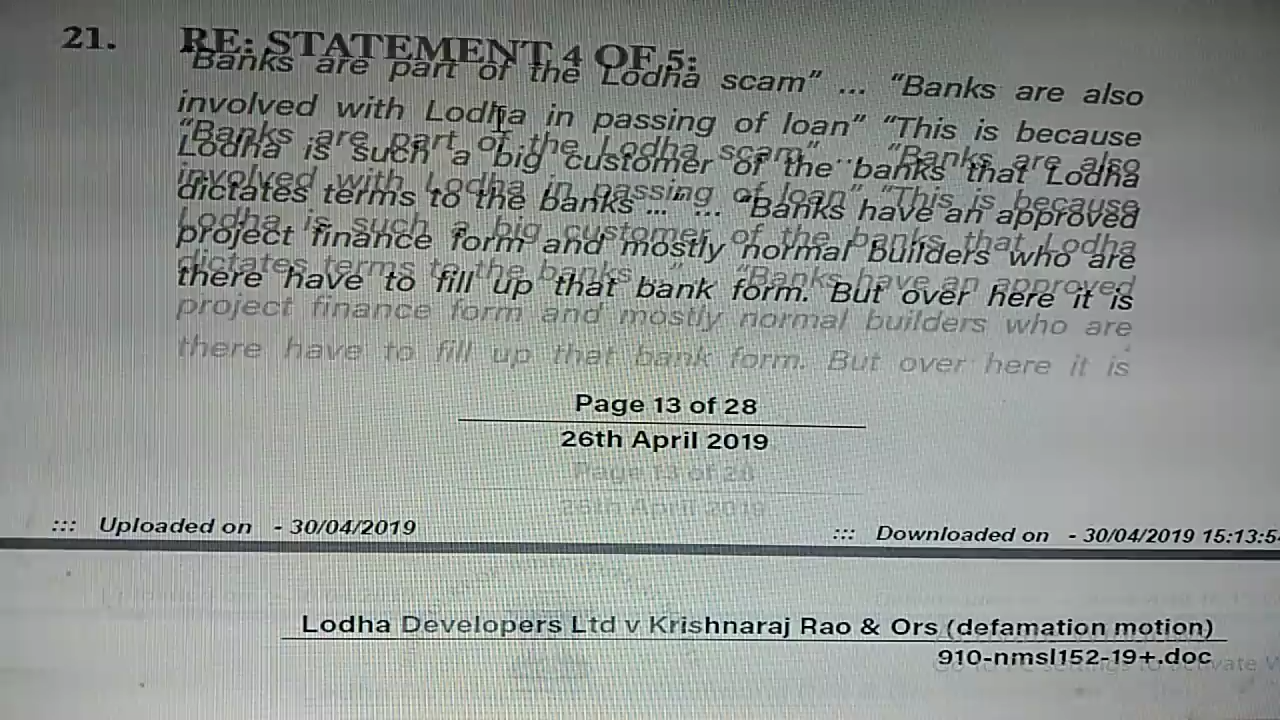 21. RE: STATEMENT 4 OF 5:
"Banks are part of the Lodha scam" ... "Banks are also
involved with Lodha in passing of loan" "This is because
Lodha is such a big customer of the banks that Lodha
dictates terms to the banks ... "... "Banks have an approved
project finance form and mostly normal builders who are
there have to fill up that bank form. But over here it is
Page 13 of 28
26th April 2019
::: Uploaded on - 30/04/2019
::: Downloaded on - 30/04/2019 15:13:5
Lodha Developers Ltd v Krishnaraj Rao & Ors (defamation motion)
910-nmsl152-19+.doc